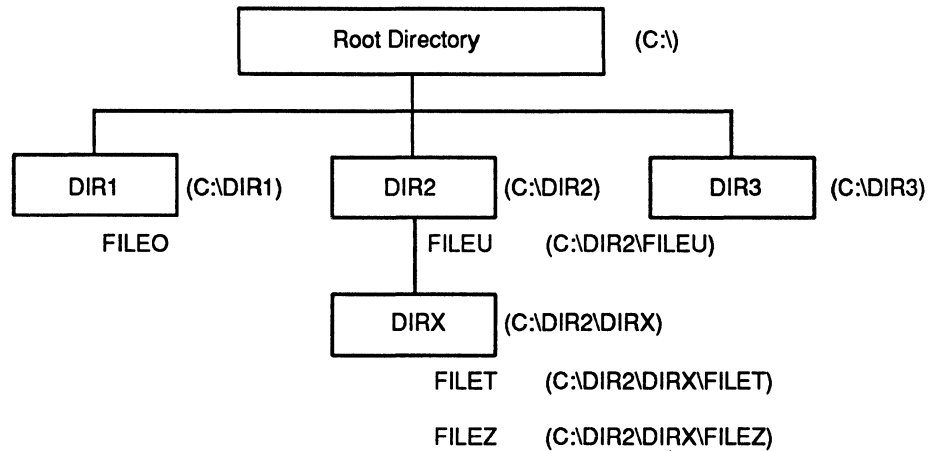 Root Directory (C:\)
DIR1 (C:\DIR1) DIR2 (C:\DIR2) DIR3 (C:\DIR3)
FILEO FILEU (C:\DIR2\FILEU)
DIRX (C:\DIR2\DIRX)
FILET (C:\DIR2\DIRX\FILET)
FILEZ (C:\DIR2\DIRX\FILEZ)